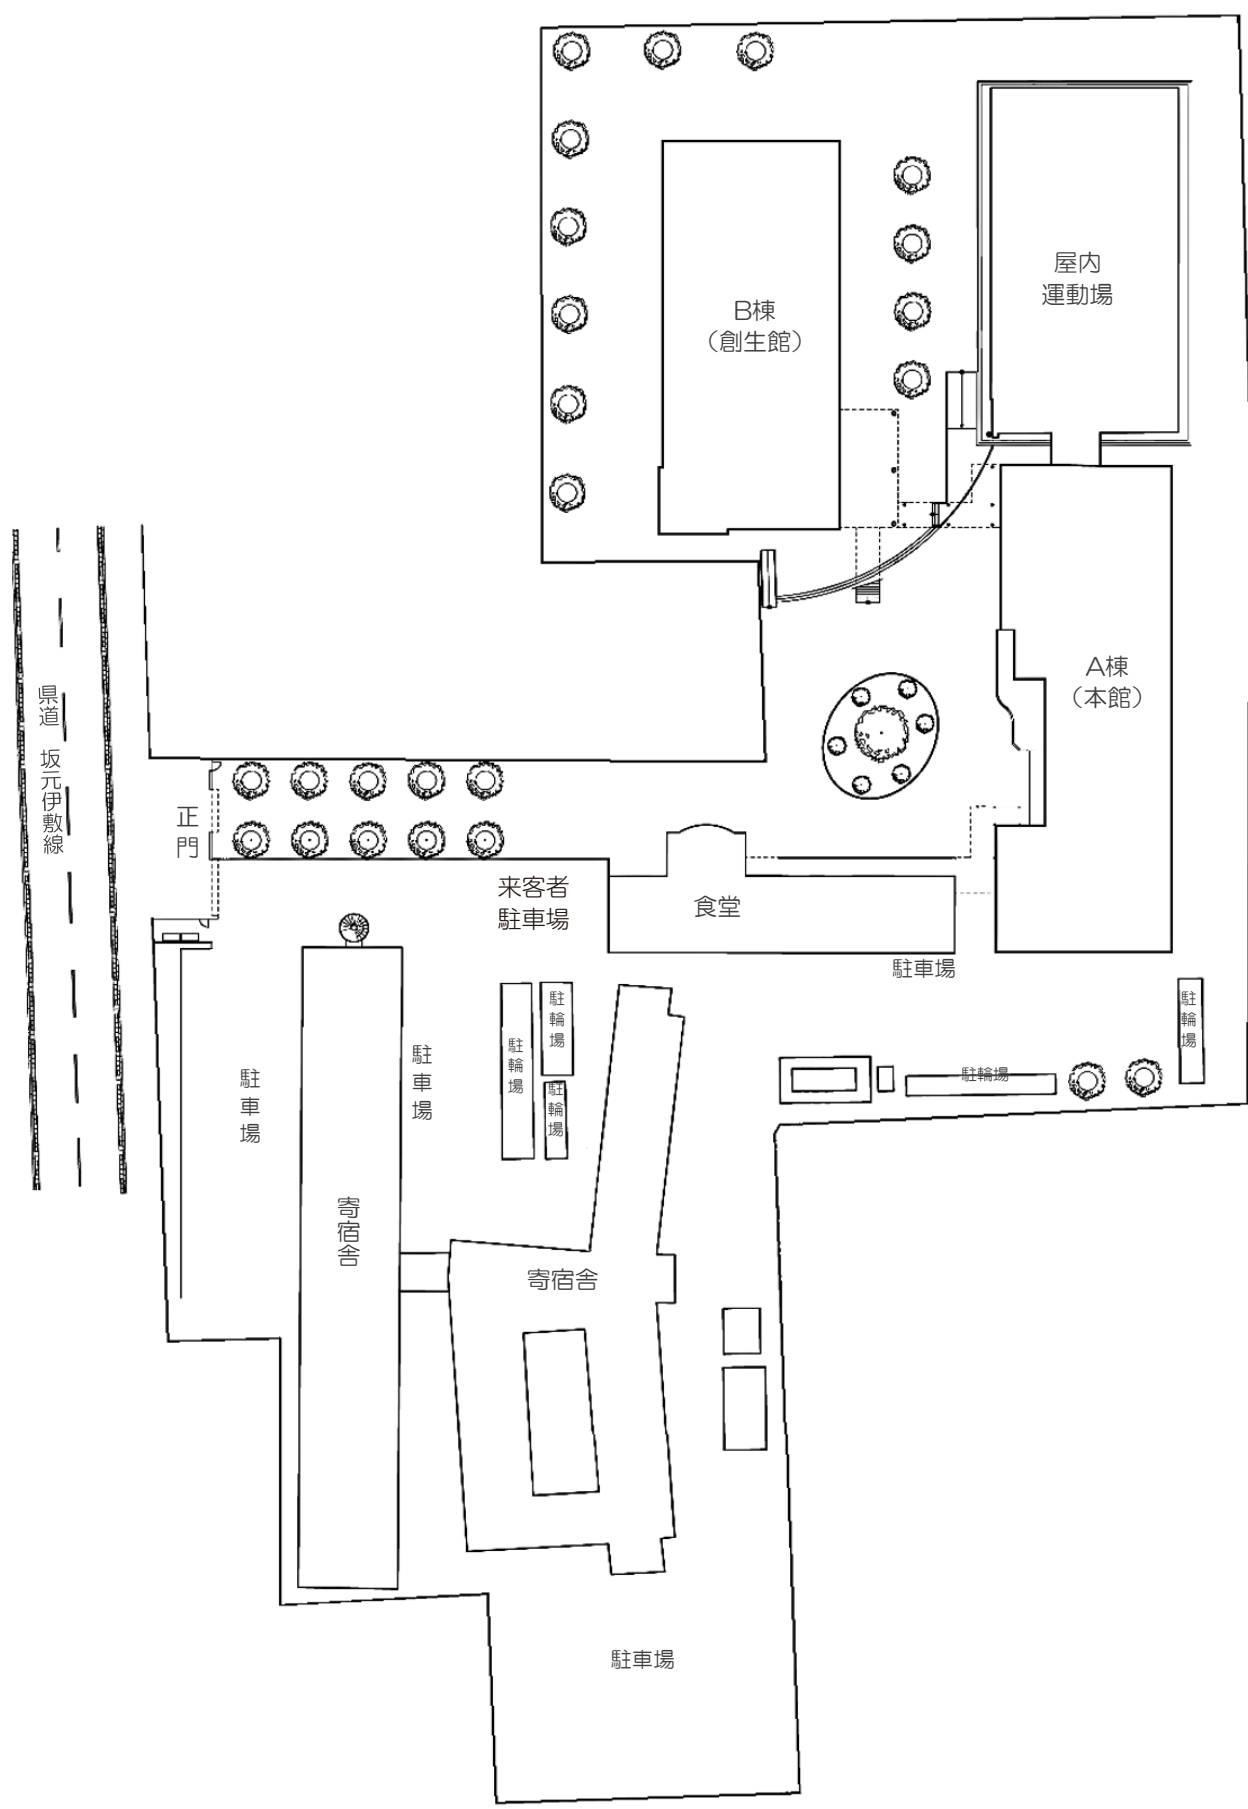 屋内
運動場
B棟
（創生館）
A棟
（本館）
県道 坂元伊敷線
正門
来客者
駐車場
食堂
駐車場
駐輪場
駐輪場
駐輪場
駐輪場
駐輪場
駐車場
駐車場
寄宿舎
寄宿舎
駐車場